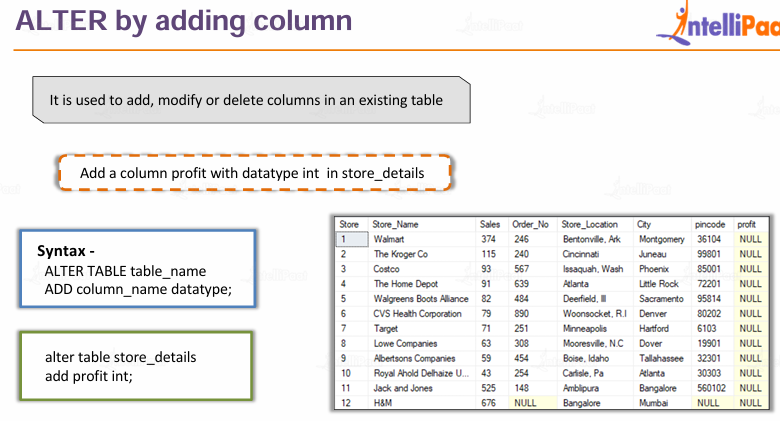 ALTER by adding column
intelliPaat
It is used to add, modify or delete columns in an existing table
Add a column profit with datatype int in store_details
Syntax -
ALTER TABLE table_name
ADD column_name datatype;
alter table store_details
add profit int;
Store Store_Name Sales Order_No Store_Location City pincode profit
1 Walmart 374 246 Bentonville, Ark Montgomery 36104 NULL
2 The Kroger Co 115 240 Cincinnati Juneau 99801 NULL
3 Costco 93 567 Issaquah, Wash Phoenix 85001 NULL
4 The Home Depot 91 639 Atlanta Little Rock 72201 NULL
5 Walgreens Boots Alliance 82 484 Deerfield, Ill Sacramento 95814 NULL
6 CVS Health Corporation 79 890 Woonsocket, R.I Denver 80202 NULL
7 Target 71 251 Minneapolis Hartford 6103 NULL
8 Lowe Companies 63 308 Mooresville, N.C Dover 19901 NULL
9 Albertsons Companies 59 454 Boise, Idaho Tallahassee 32301 NULL
10 Royal Ahold Delhaize U... 43 254 Carlisle, Pa Atlanta 30303 NULL
11 Jack and Jones 525 148 Amblipura Bangalore 560102 NULL
12 H&M 676 NULL Bangalore Mumbai NULL NULL